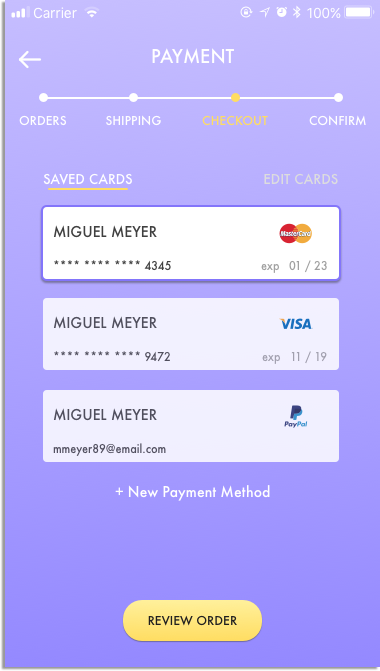 Carrier 100%
PAYMENT
ORDERS SHIPPING CHECKOUT CONFIRM
SAVED CARDS EDIT CARDS
MIGUEL MEYER MasterCard
**** **** **** 4345 exp 01 / 23
MIGUEL MEYER VISA
**** **** **** 9472 exp 11 / 19
MIGUEL MEYER PayPal
mmeyer89@email.com
+ New Payment Method
REVIEW ORDER